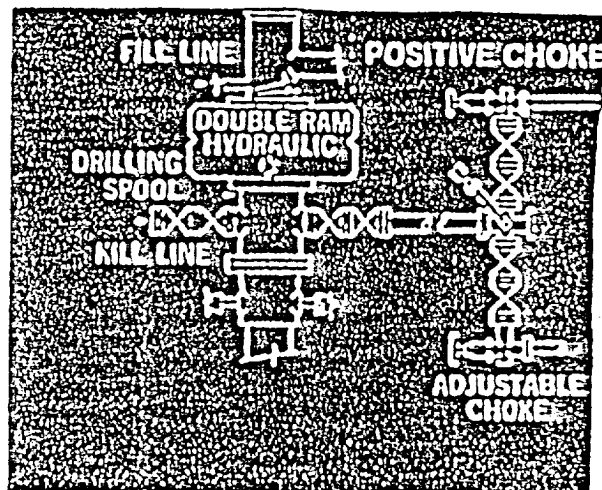 FILL LINE
POSITIVE CHOKE
DOUBLE RAM
HYDRAULIC
DRILLING
SPOOL
KILL LINE
ADJUSTABLE
CHOKE